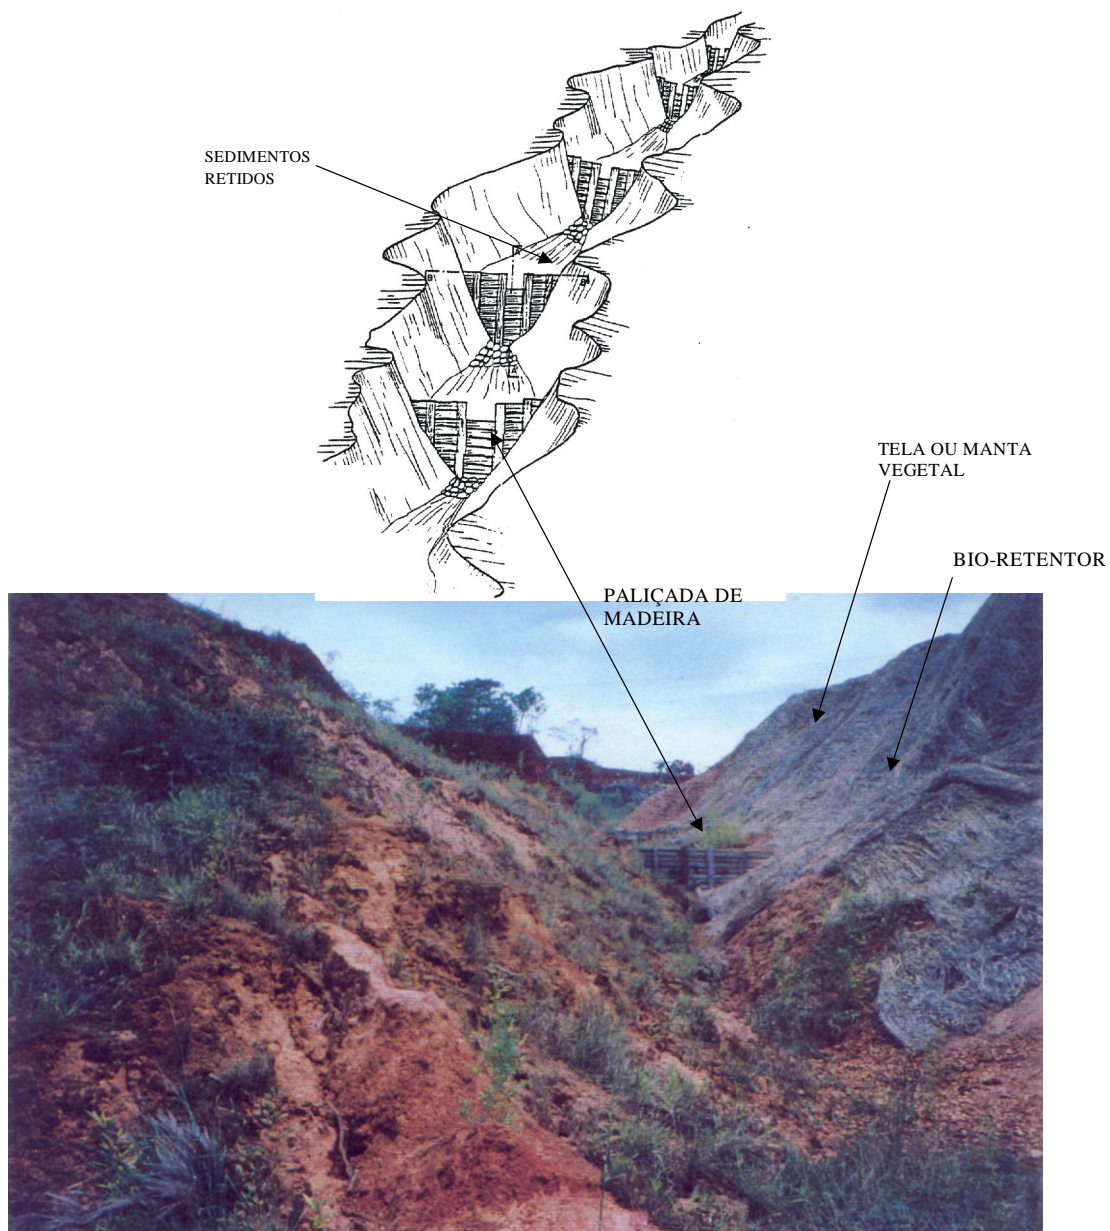 SEDIMENTOS
RETIDOS
B
A
B'
A'
TELA OU MANTA
VEGETAL
BIO-RETENTOR
PALIÇADA DE
MADEIRA